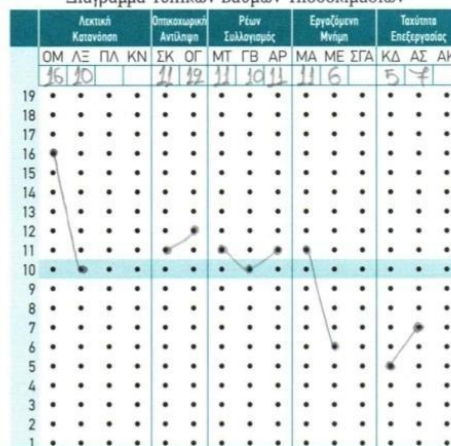 Διάγραμμα Τυπικών Βαθμών Υποδοκιμασιών
Λεκτική Κατανόηση
Οπτικοχωρική Αντίληψη
Ρέων Συλλογισμός
Εργαζόμενη Μνήμη
Ταχύτητα Επεξεργασίας
ΟΜ ΛΞ ΠΛ ΚΝ ΣΚ ΟΓ ΜΤ ΓΒ ΑΡ ΜΑ ΜΕ ΣΓΑ ΚΔ ΑΣ ΑΚ
16 10 11 12 11 10 11 11 6 5 7
19
18
17
16
15
14
13
12
11
10
9
8
7
6
5
4
3
2
1